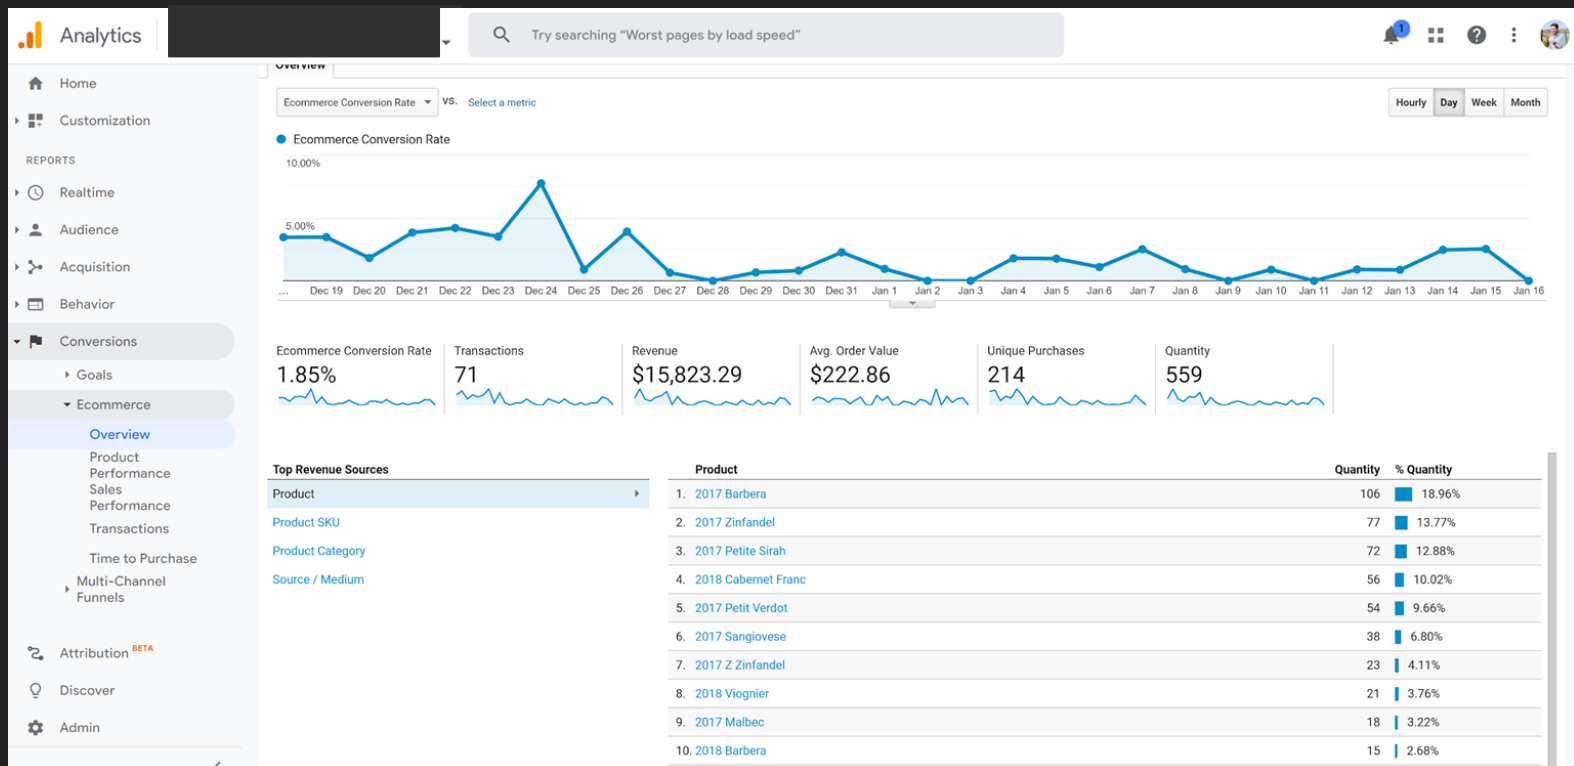 Analytics
Try searching “Worst pages by load speed”
1
Home
Customization
REPORTS
Realtime
Audience
Acquisition
Behavior
Conversions
Goals
Ecommerce
Overview
Product
Performance
Sales
Performance
Transactions
Time to Purchase
Multi-Channel
Funnels
Attribution BETA
Discover
Admin
Overview
Ecommerce Conversion Rate VS. Select a metric
Hourly Day Week Month
Ecommerce Conversion Rate
10.00%
5.00%
... Dec 19 Dec 20 Dec 21 Dec 22 Dec 23 Dec 24 Dec 25 Dec 26 Dec 27 Dec 28 Dec 29 Dec 30 Dec 31 Jan 1 Jan 2 Jan 3 Jan 4 Jan 5 Jan 6 Jan 7 Jan 8 Jan 9 Jan 10 Jan 11 Jan 12 Jan 13 Jan 14 Jan 15 Jan 16
Ecommerce Conversion Rate
1.85%
Transactions
71
Revenue
$15,823.29
Avg. Order Value
$222.86
Unique Purchases
214
Quantity
559
Top Revenue Sources
Product
Product SKU
Product Category
Source / Medium
Product Quantity % Quantity
1. 2017 Barbera 106 18.96%
2. 2017 Zinfandel 77 13.77%
3. 2017 Petite Sirah 72 12.88%
4. 2018 Cabernet Franc 56 10.02%
5. 2017 Petit Verdot 54 9.66%
6. 2017 Sangiovese 38 6.80%
7. 2017 Z Zinfandel 23 4.11%
8. 2018 Viognier 21 3.76%
9. 2017 Malbec 18 3.22%
10. 2018 Barbera 15 2.68%